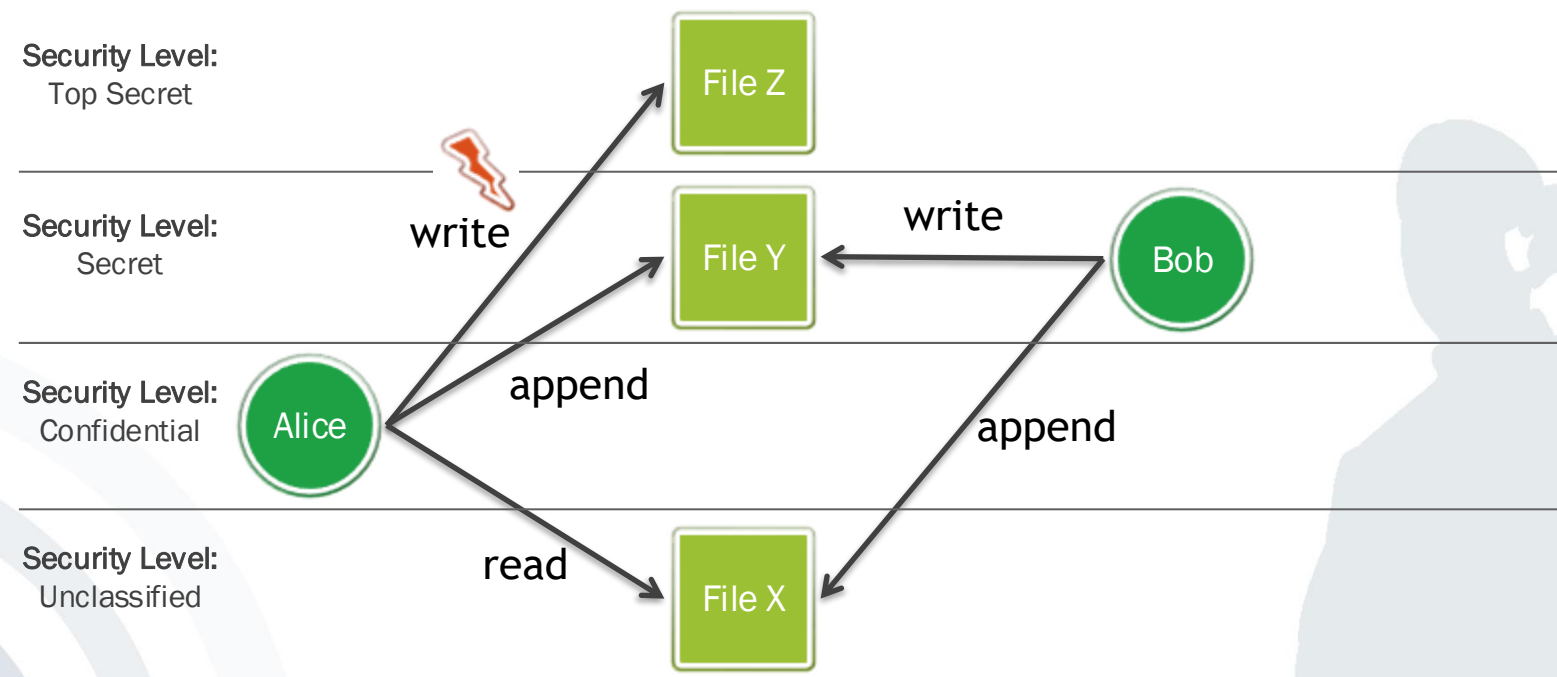 Security Level:
Top Secret
File Z
Security Level:
Secret
write
File Y
write
Bob
Security Level:
Confidential
Alice
append
append
Security Level:
Unclassified
read
File X